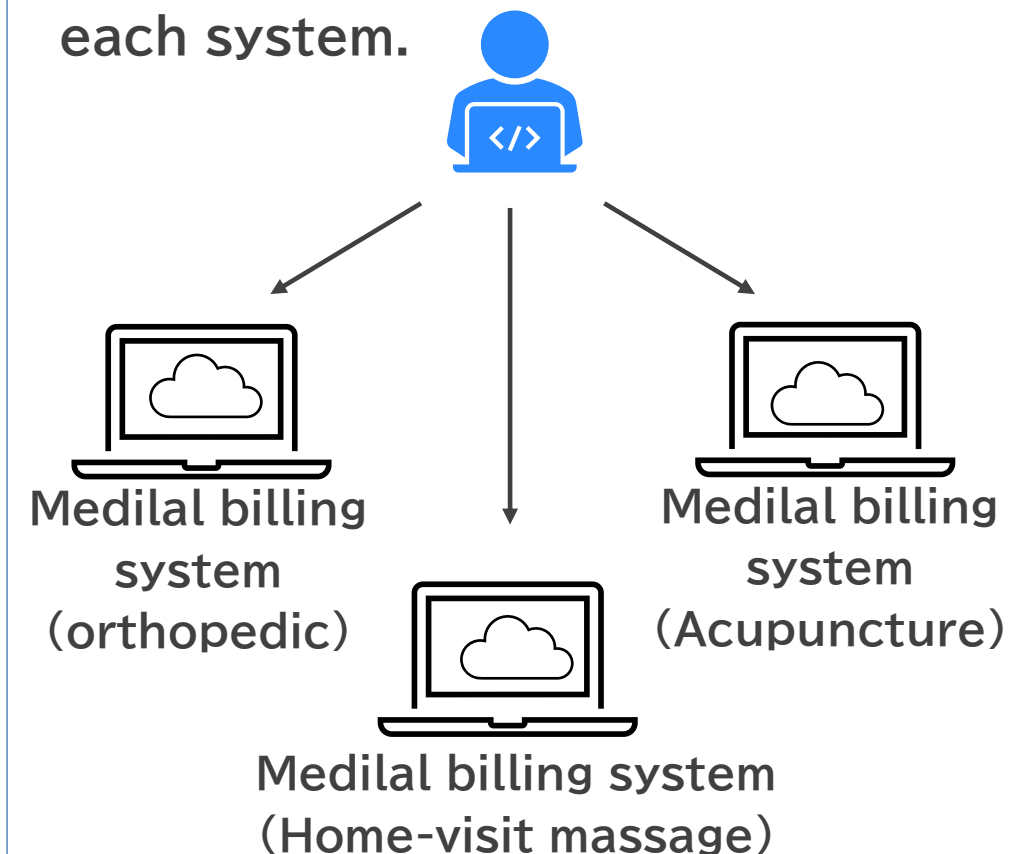 each system.
</>
Medilal billing
system
(orthopedic)
Medilal billing
system
(Acupuncture)
Medilal billing system
(Home-visit massage)